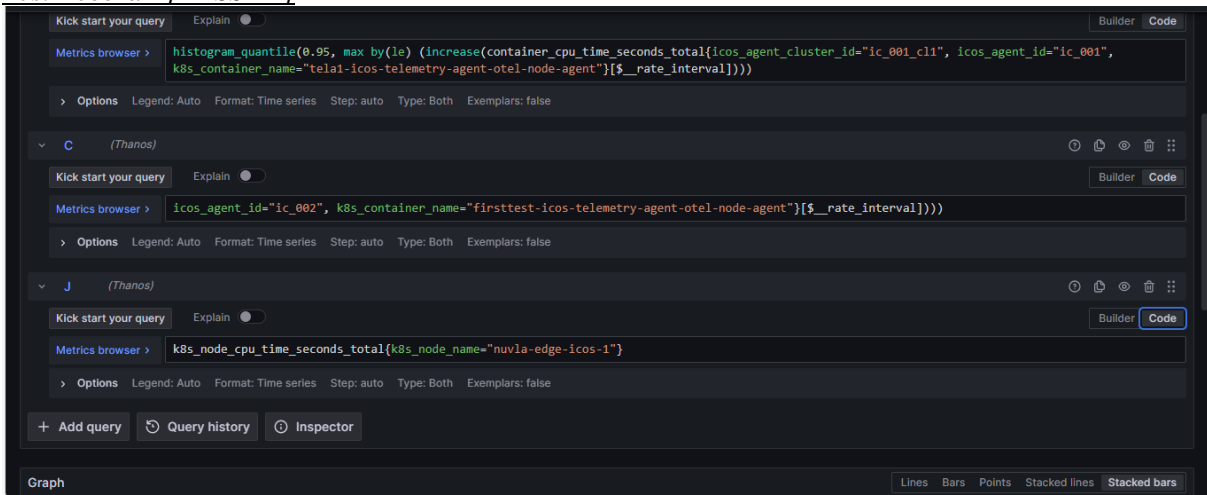 Kick start your query Explain Builder Code
Metrics browser > histogram_quantile(0.95, max by(le) (increase(container_cpu_time_seconds_total{icos_agent_cluster_id="ic_001_cl1", icos_agent_id="ic_001",
k8s_container_name="tela1-icos-telemetry-agent-otel-node-agent"}[$__rate_interval])))
> Options Legend: Auto Format: Time series Step: auto Type: Both Exemplars: false
C (Thanos)
Kick start your query Explain Builder Code
Metrics browser > icos_agent_id="ic_002", k8s_container_name="firsttest-icos-telemetry-agent-otel-node-agent"}[$__rate_interval])))
> Options Legend: Auto Format: Time series Step: auto Type: Both Exemplars: false
J (Thanos)
Kick start your query Explain Builder Code
Metrics browser > k8s_node_cpu_time_seconds_total{k8s_node_name="nuvla-edge-icos-1"}
> Options Legend: Auto Format: Time series Step: auto Type: Both Exemplars: false
+ Add query Query history Inspector
Graph Lines Bars Points Stacked lines Stacked bars